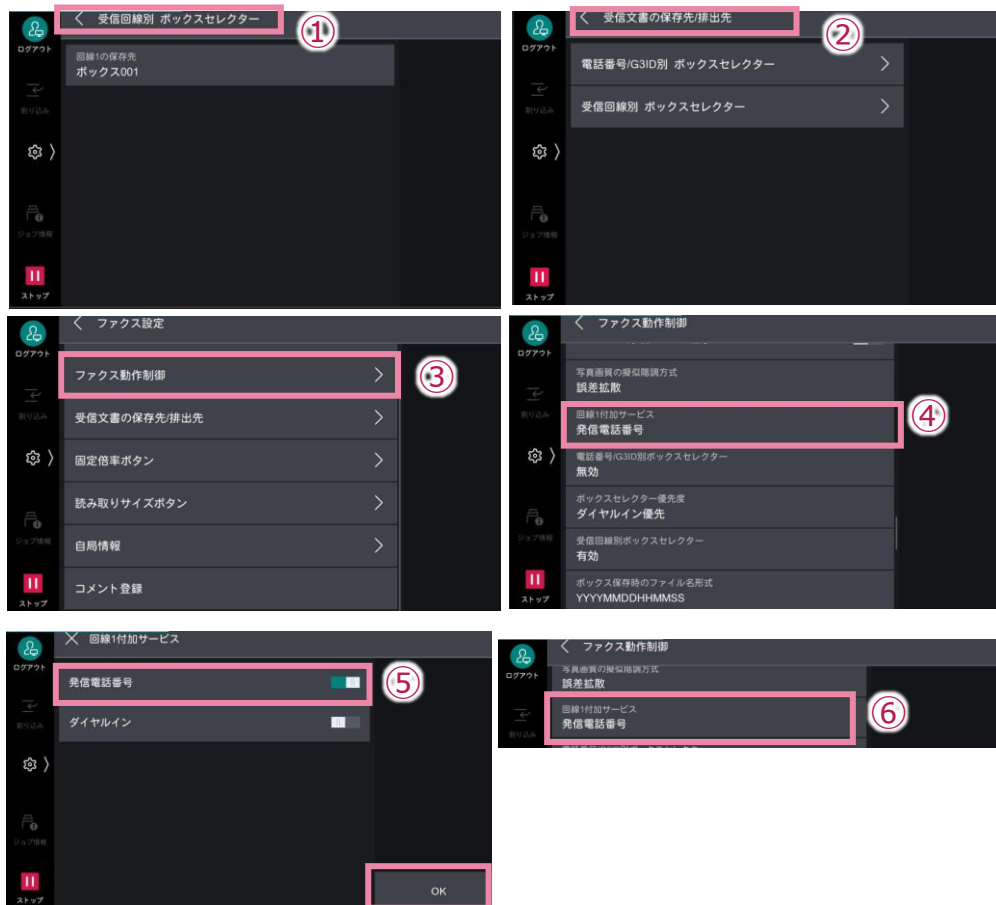 受信回線別 ボックスセレクター
①
ログアウト
回線1の保存先
ボックス001
割り込み
ジョブ情報
ストップ
受信文書の保存先/排出先
②
ログアウト
電話番号/G3ID別 ボックスセレクター
受信回線別 ボックスセレクター
割り込み
ジョブ情報
ストップ
ファクス設定
ログアウト
ファクス動作制御
③
割り込み
受信文書の保存先/排出先
固定倍率ボタン
読み取りサイズボタン
ジョブ情報
自局情報
コメント登録
ストップ
ファクス動作制御
ログアウト
写真画質の擬似階調方式
誤差拡散
割り込み
回線1付加サービス
発信電話番号
④
電話番号/G3ID別ボックスセレクター
無効
ボックスセレクター優先度
ダイヤルイン優先
ジョブ情報
受信回線別ボックスセレクター
有効
ボックス保存時のファイル名形式
YYYYMMDDHHMMSS
ストップ
回線1付加サービス
ログアウト
発信電話番号
⑤
割り込み
ダイヤルイン
ジョブ情報
ストップ
OK
ファクス動作制御
ログアウト
写真画質の擬似階調方式
誤差拡散
割り込み
回線1付加サービス
発信電話番号
⑥